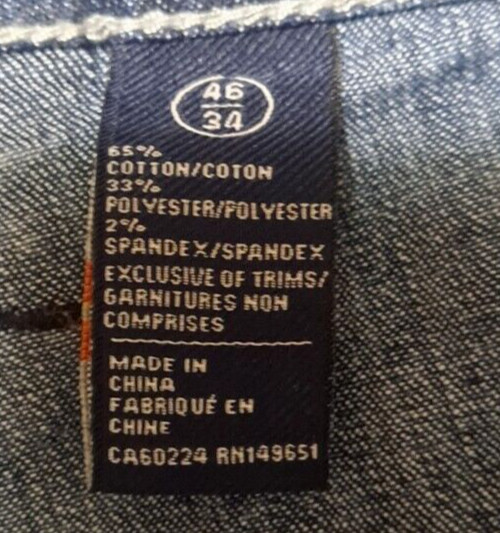 46
34
65%
COTTON/COTON
33%
POLYESTER/POLYESTER
2%
SPANDEX/SPANDEX
EXCLUSIVE OF TRIMS/
GARNITURES NON
COMPRISES
MADE IN
CHINA
FABRIQUÉ EN
CHINE
CA60224 RN149651